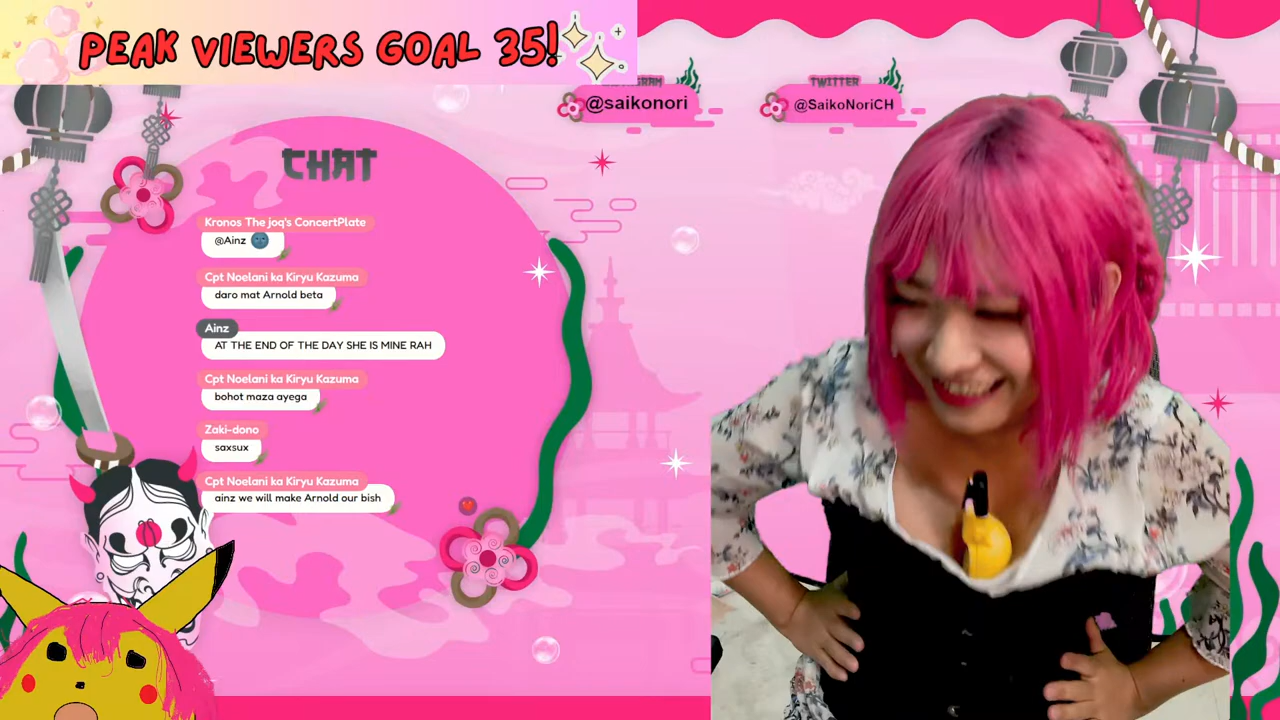 PEAK VIEWERS GOAL 35!
INSTAGRAM
@saikonori
TWITTER
@SaikoNoriCH
CHAT
Kronos The joq's ConcertPlate
@Ainz
Cpt Noelani ka Kiryu Kazuma
daro mat Arnold beta
Ainz
AT THE END OF THE DAY SHE IS MINE RAH
Cpt Noelani ka Kiryu Kazuma
bohot maza ayega
Zaki-dono
saxsux
Cpt Noelani ka Kiryu Kazuma
ainz we will make Arnold our bish